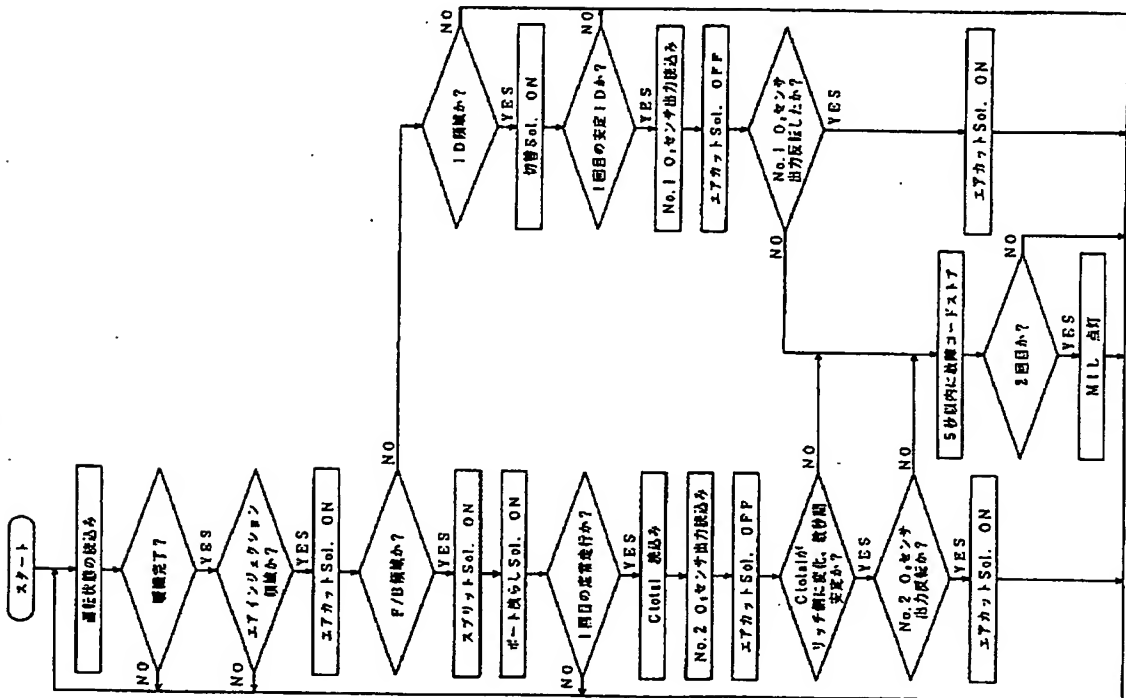 スタート
運転状態の読込み
暖機完了?
NO
YES
エアインジェクション
領域か?
NO
YES
エアカットSol. ON
F/B領域か?
NO
YES
スプリットSol. ON
ポート洩らしSol. ON
1回目の定常走行か?
NO
YES
Ctotal 読込み
No.2 O₂センサ出力読込み
エアカットSol. OFF
Ctotalが
リッチ側に変化、数秒間
安定か?
NO
YES
No.2 O₂センサ
出力反転か?
NO
YES
エアカットSol. ON
ID領域か?
NO
YES
切替Sol. ON
1回目の安定IDか?
NO
YES
No.1 O₂センサ出力読込み
エアカットSol. OFF
No.1 O₂センサ
出力反転したか?
NO
YES
エアカットSol. ON
5秒以内に故障コードストア
2回目か?
NO
YES
MIL 点灯